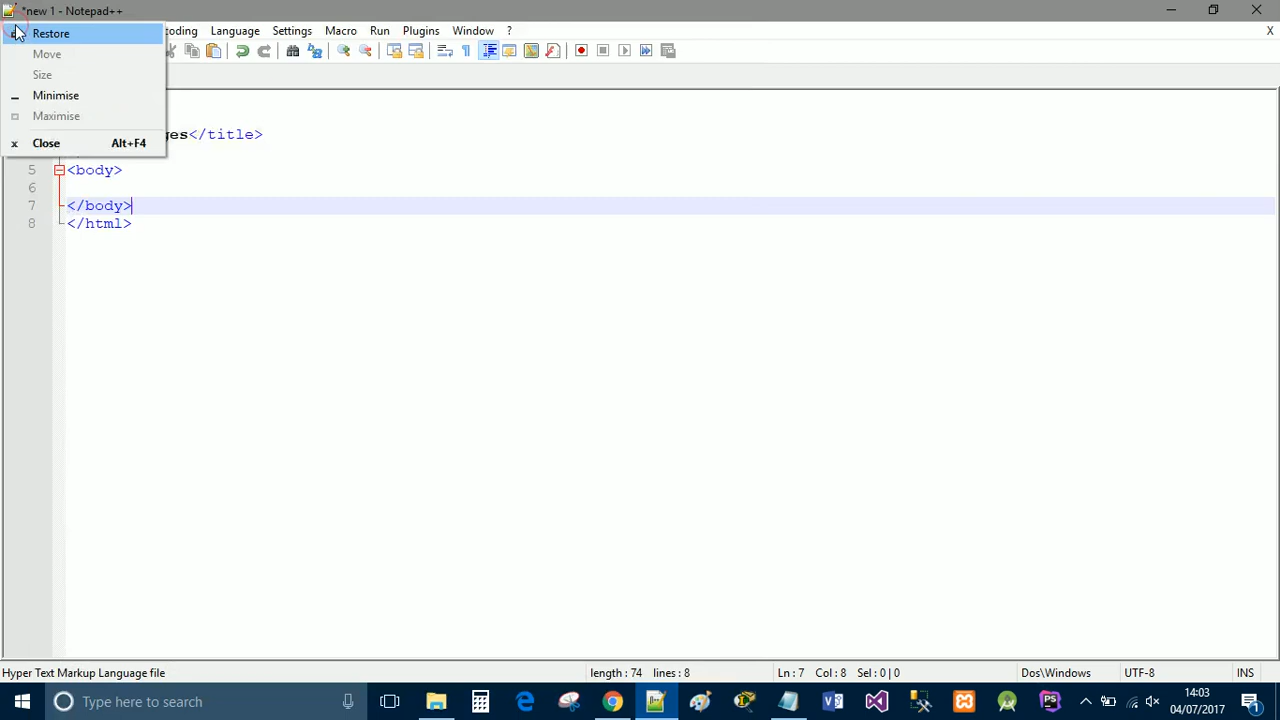 *new 1 - Notepad++
Restore
coding Language Settings Macro Run Plugins Window ? X
Move
Size
Minimise
Maximise
ges</title>
x Close Alt+F4
5 <body>
6
7 </body>
8 </html>
Hyper Text Markup Language file length : 74 lines : 8 Ln : 7 Col : 8 Sel : 0 | 0 Dos\Windows UTF-8 INS
Type here to search
14:03
04/07/2017